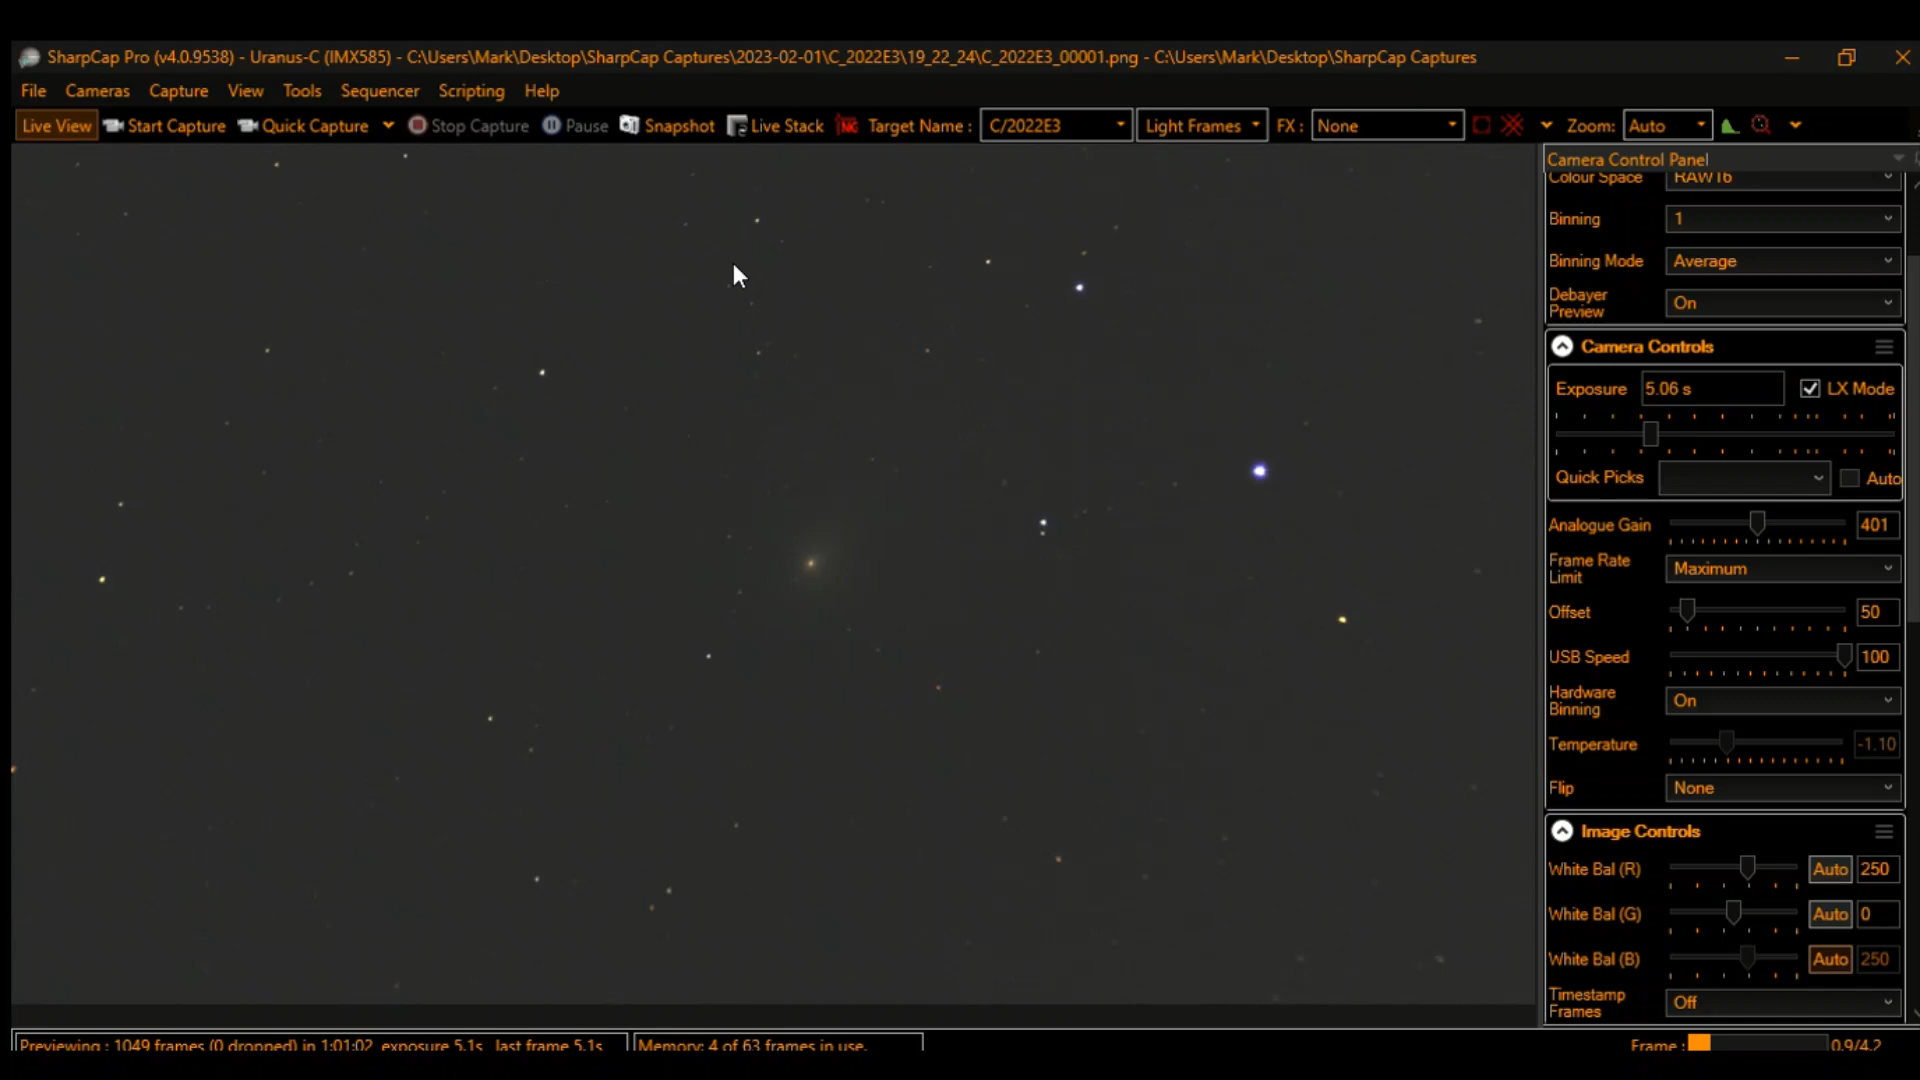 SharpCap Pro (v4.0.9538) - Uranus-C (IMX585) - C:\Users\Mark\Desktop\SharpCap Captures\2023-02-01\C_2022E3\19_22_24\C_2022E3_00001.png - C:\Users\Mark\Desktop\SharpCap Captures
File Cameras Capture View Tools Sequencer Scripting Help
Live View Start Capture Quick Capture Stop Capture Pause Snapshot Live Stack Target Name : C/2022E3 Light Frames FX : None Zoom: Auto
Camera Control Panel
Colour Space RAW16
Binning 1
Binning Mode Average
Debayer Preview On
Camera Controls
Exposure 5.06 s LX Mode
Quick Picks Auto
Analogue Gain 401
Frame Rate Limit Maximum
Offset 50
USB Speed 100
Hardware Binning On
Temperature -1.10
Flip None
Image Controls
White Bal (R) Auto 250
White Bal (G) Auto 0
White Bal (B) Auto 250
Timestamp Frames Off
Previewing : 1049 frames (0 dropped) in 1:01:02 exposure 5.1s last frame 5.1s Memory: 4 of 63 frames in use. Frame : 0.9/4.2